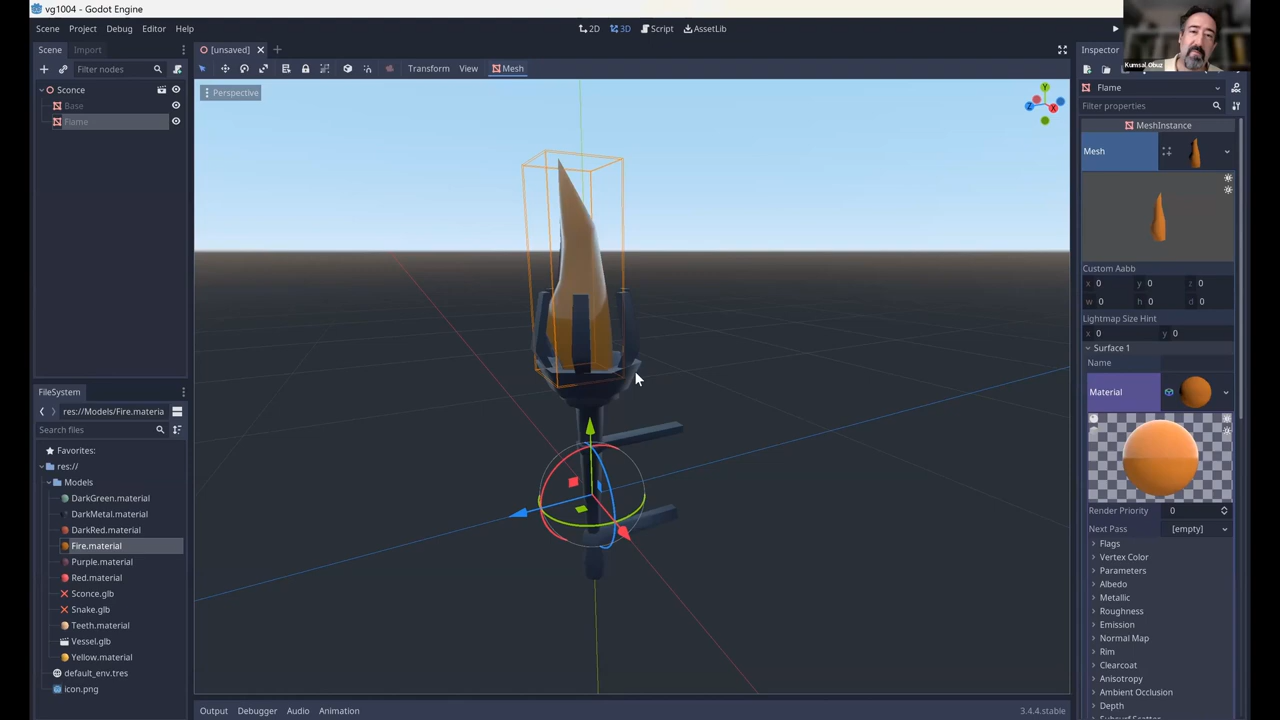 vg1004 - Godot Engine
Scene Project Debug Editor Help
2D 3D Script AssetLib
Kumsal Obuz
Scene Import
Filter nodes
Sconce
Base
Flame
[unsaved]
Transform View Mesh
Perspective
Y
Z X
FileSystem
res://Models/Fire.materia
Search files
Favorites:
res://
Models
DarkGreen.material
DarkMetal.material
DarkRed.material
Fire.material
Purple.material
Red.material
Sconce.glb
Snake.glb
Teeth.material
Vessel.glb
Yellow.material
default_env.tres
icon.png
Output Debugger Audio Animation
3.4.4.stable
Inspector
Flame
Filter properties
MeshInstance
Mesh
Custom Aabb
x 0 y 0 z 0
w 0 h 0 d 0
Lightmap Size Hint
x 0 y 0
Surface 1
Name
Material
Render Priority 0
Next Pass [empty]
Flags
Vertex Color
Parameters
Albedo
Metallic
Roughness
Emission
Normal Map
Rim
Clearcoat
Anisotropy
Ambient Occlusion
Depth